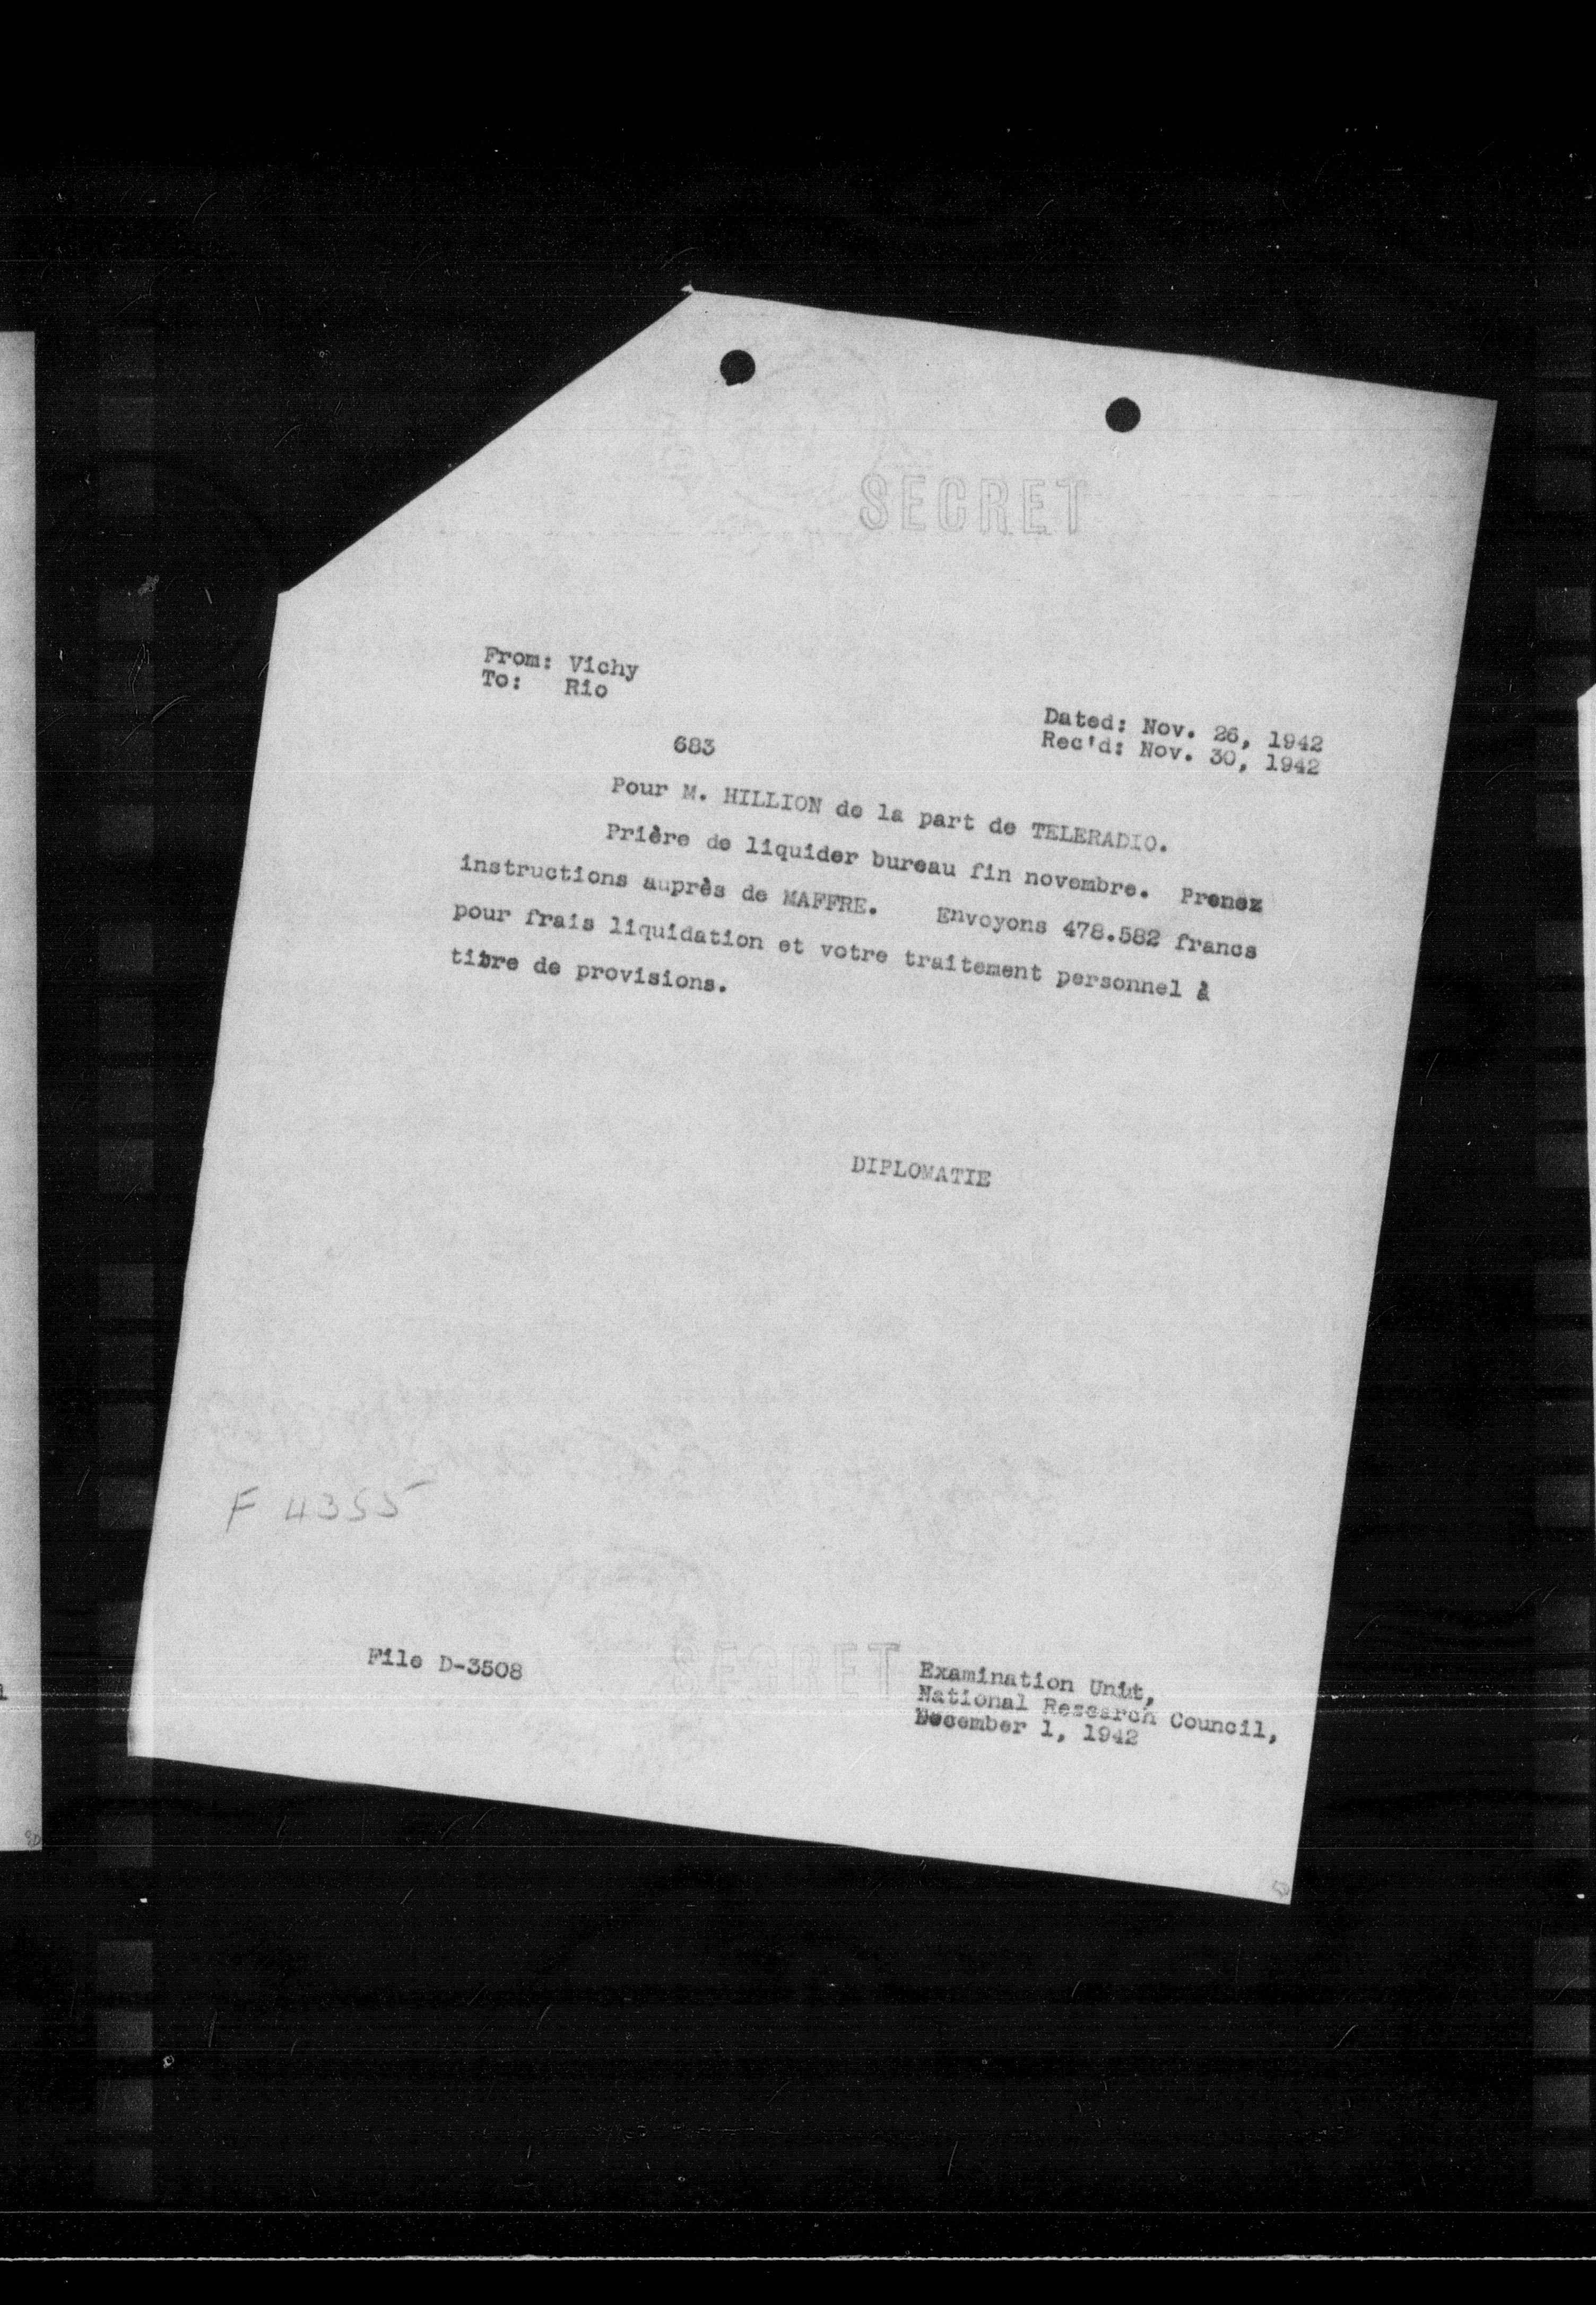 SECRET
From: Vichy
To: Rio
Dated: Nov. 26, 1942
Rec'd: Nov. 30, 1942
683
Pour M. HILLION de la part de TELERADIO.
Prière de liquider bureau fin novembre. Prenez
instructions auprès de MAFFRE. Envoyons 478.582 francs
pour frais liquidation et votre traitement personnel à
titre de provisions.
DIPLOMATIE
F 4355
File D-3508
SECRET
Examination Unit,
National Research Council,
December 1, 1942